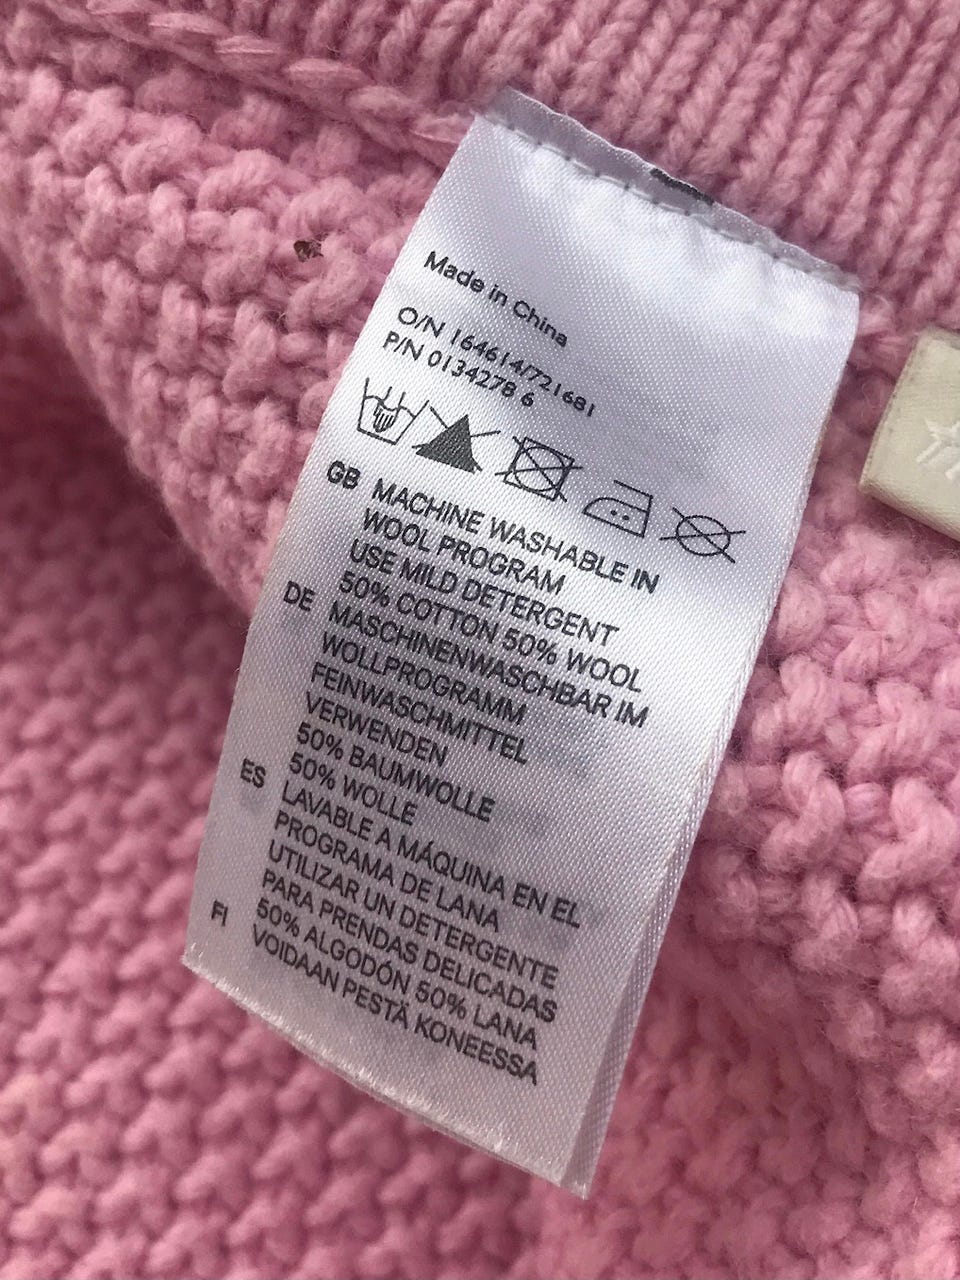 Made in China
O/N 164614/721681
P/N 0134278 6
GB MACHINE WASHABLE IN
WOOL PROGRAM
USE MILD DETERGENT
50% COTTON 50% WOOL
DE MASCHINENWASCHBAR IM
WOLLPROGRAMM
FEINWASCHMITTEL
VERWENDEN
50% BAUMWOLLE
50% WOLLE
ES LAVABLE A MÁQUINA EN EL
PROGRAMA DE LANA
UTILIZAR UN DETERGENTE
PARA PRENDAS DELICADAS
50% ALGODÓN 50% LANA
FI VOIDAAN PESTÄ KONEESSA